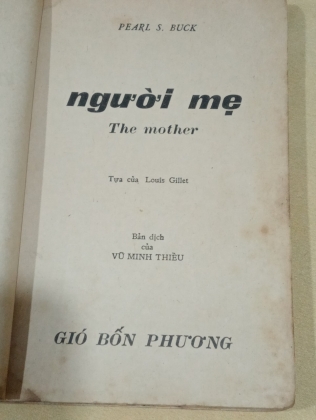 PEARL S. BUCK
người mẹ
The mother
Tựa của Louis Gillet
Bản dịch
của
VŨ MINH THIỀU
GIÓ BỐN PHƯƠNG